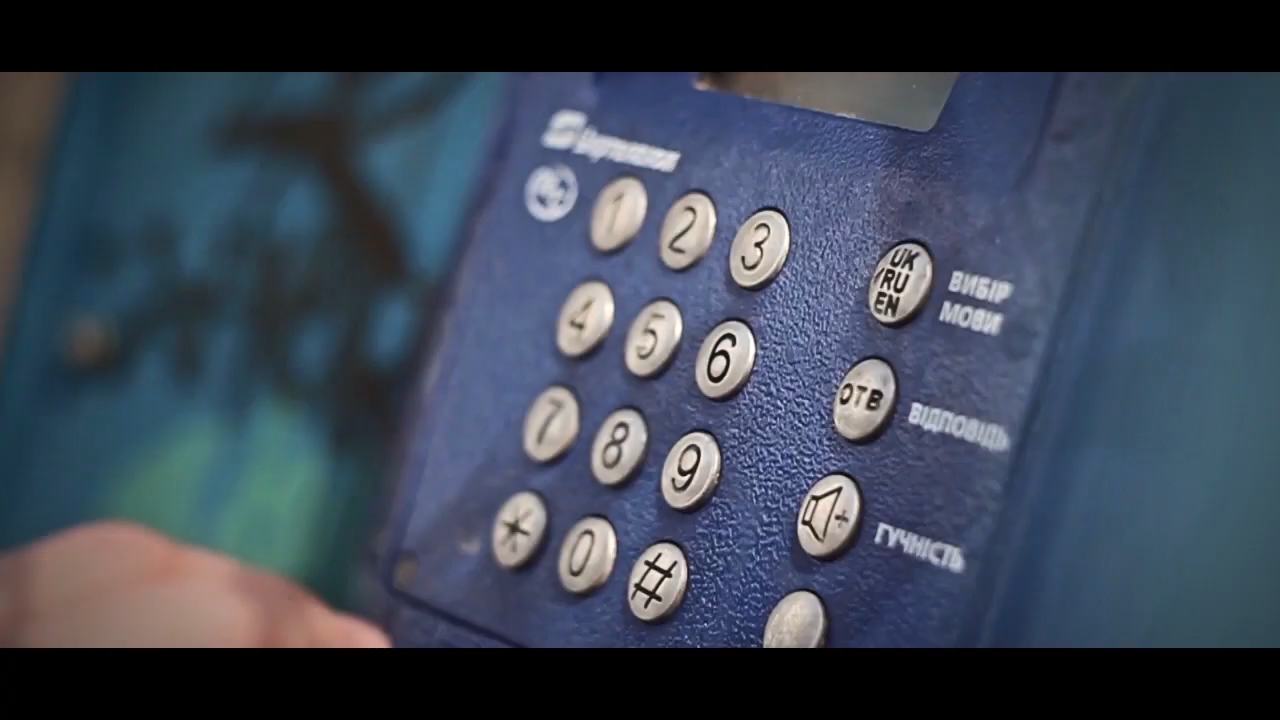 1 2 3
UK
RU
EN
ВИБІР
МОВИ
4 5 6
ОТВ
ВІДПОВІДЬ
7 8 9
ГУЧНІСТЬ
* 0 #